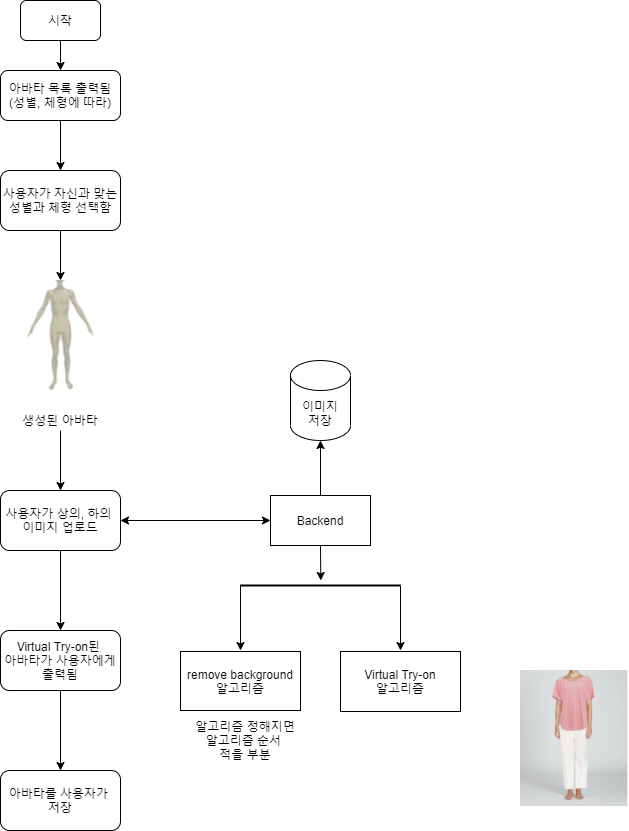 시작
아바타 목록 출력됨
(성별, 체형에 따라)
사용자가 자신과 맞는
성별과 체형 선택함
생성된 아바타
이미지
저장
사용자가 상의, 하의
이미지 업로드
Backend
Virtual Try-on된
아바타가 사용자에게
출력됨
remove background
알고리즘
Virtual Try-on
알고리즘
알고리즘 정해지면
알고리즘 순서
적을 부분
아바타를 사용자가
저장